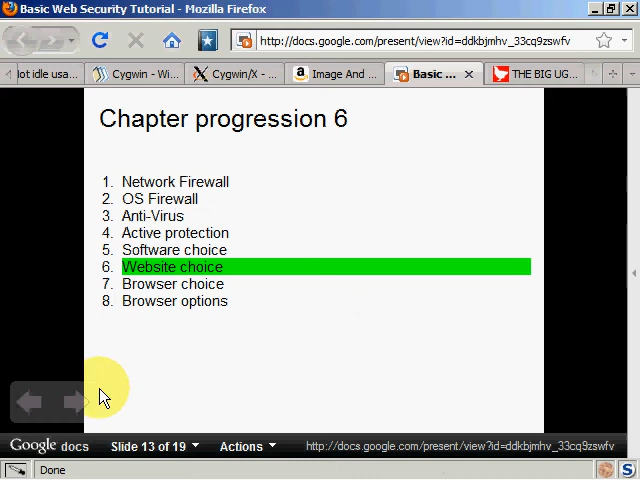 Basic Web Security Tutorial - Mozilla Firefox
http://docs.google.com/present/view?id=ddkbjmhv_33cq9zswfv
Not idle usa...
Cygwin - Wi...
Cygwin/X - ...
Image And ...
Basic ...
THE BIG UG...
Chapter progression 6
1. Network Firewall
2. OS Firewall
3. Anti-Virus
4. Active protection
5. Software choice
6. Website choice
7. Browser choice
8. Browser options
Google docs
Slide 13 of 19
Actions
http://docs.google.com/present/view?id=ddkbjmhv_33cq9zswfv
Done